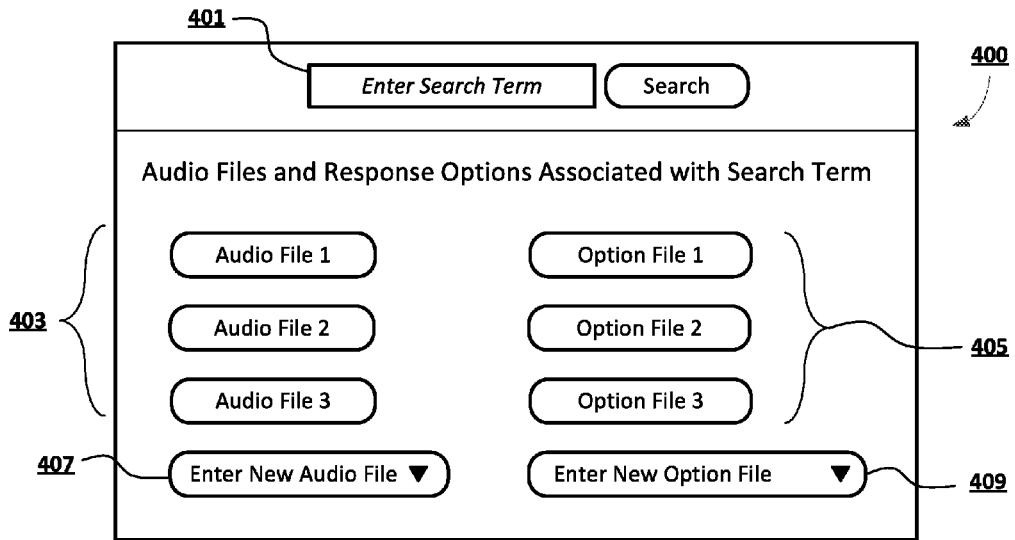 401
400
Enter Search Term Search
Audio Files and Response Options Associated with Search Term
Audio File 1 Option File 1
403
Audio File 2 Option File 2
405
Audio File 3 Option File 3
407
Enter New Audio File ▼ Enter New Option File ▼
409